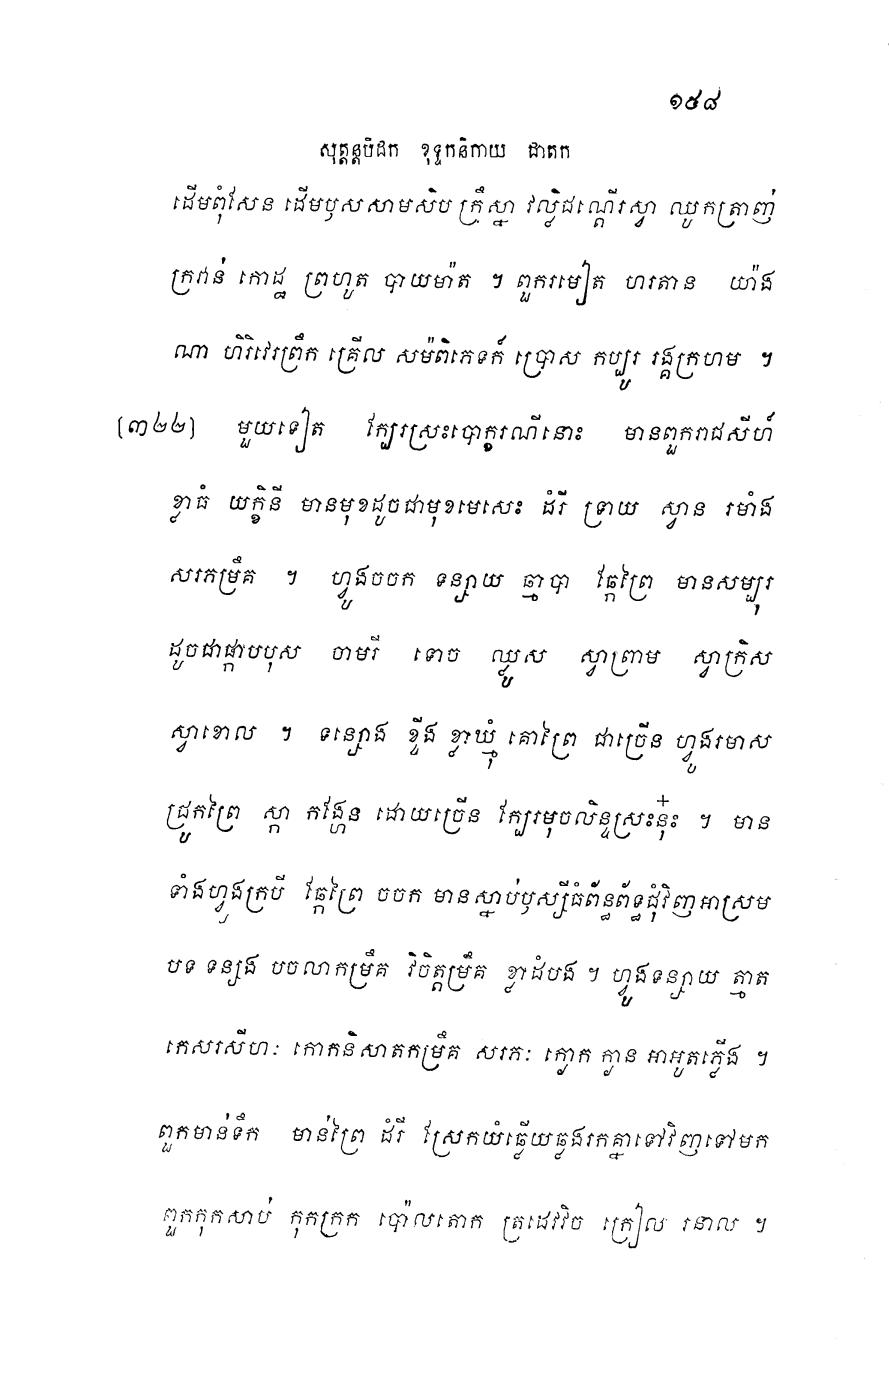 ១៥៨
សុត្តន្តបិដក ខុទ្ទកនិកាយ ជាតក
ដើមពុំសែន ដើមឫសសាមសិប ក្រឹស្នា វល្លិជណ្តើរស្វា ឈូកត្រាញ់
ក្រវាន់ កោដ្ឋ ព្រហូត បាយម៉ាត ។ ពួករមៀត ហរតាន យ៉ាង
ណា ហិរិវេរព្រឹក គ្រើល សម៉ពិភេទក៍ ប្រោស កប្បូរ រង្គក្រហម ។
(៣២២) មួយទៀត ក្បែរស្រះបោក្ខរណីនោះ មានពួករាជសីហ៍
ខ្លាធំ យក្ខិនី មានមុខដូចជាមុខមេសេះ ដំរី ទ្រាយ ស្វាន រមាំង
សរភម្រឹគ ។ ហ្វូងចចក ទន្សាយ ធ្មាបា ឆ្កែព្រៃ មានសម្បុរ
ដូចជាផ្កាបបុស ចាមរី ទោច ឈ្លូស ស្វាព្រាម ស្វាក្រិស
ស្វាខោល ។ ទន្សោង ខ្ទីង ខ្លាឃ្មុំ គោព្រៃ ជាច្រើន ហ្វូងរមាស
ជ្រូកព្រៃ ស្កា កង្ហែន ដោយច្រើន ក្បែរមុចលិន្ទស្រះនុ៎ះ ។ មាន
ទាំងហ្វូងក្របី ឆ្កែព្រៃ ចចក មានស្នាប់ឫស្សីធំព័ន្ធព័ទ្ធជុំវិញអាស្រម
បទ ទន្សង បចលាកម្រឹគ វិចិត្តម្រឹគ ខ្លាដំបង ។ ហ្វូងទន្សាយ ត្មាត
កេសរសីហៈ កោកនិសាតកម្រឹគ សរភៈ ក្ងោក ក្ងាន អាអូតភ្លើង ។
ពួកមាន់ទឹក មាន់ព្រៃ ដំរី ស្រែកយំឆ្លើយឆ្លងរកគ្នាទៅវិញទៅមក
ពួកកុកសាប់ កុកក្រក ប៉ោលតោក ត្រដេវវិច ក្រៀល រនាល ។